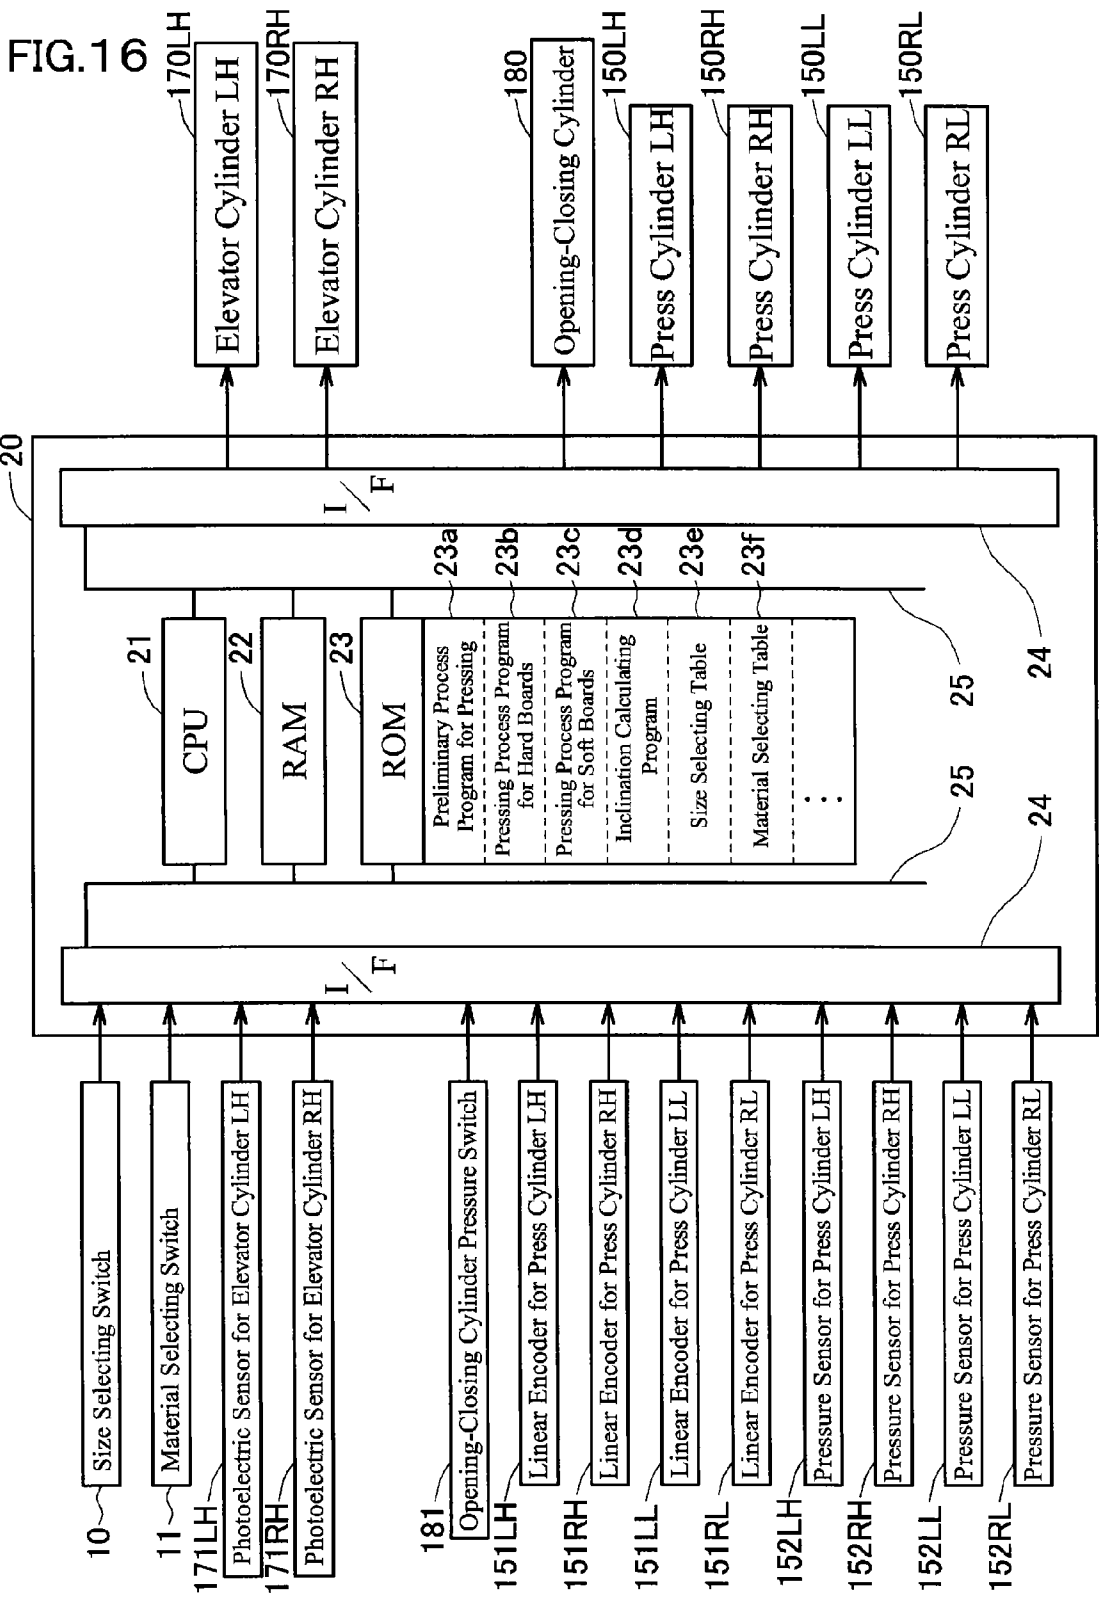 FIG.16
170LH
Elevator Cylinder LH
170RH
Elevator Cylinder RH
180
Opening-Closing Cylinder
150LH
Press Cylinder LH
150RH
Press Cylinder RH
150LL
Press Cylinder LL
150RL
Press Cylinder RL
20
I/F
24
25
21
CPU
22
RAM
23
ROM
23a
Preliminary Process
Program for Pressing
23b
Pressing Process Program
for Hard Boards
23c
Pressing Process Program
for Soft Boards
23d
Inclination Calculating
Program
23e
Size Selecting Table
23f
Material Selecting Table
...
25
24
I/F
10
Size Selecting Switch
11
Material Selecting Switch
171LH
Photoelectric Sensor for Elevator Cylinder LH
171RH
Photoelectric Sensor for Elevator Cylinder RH
181
Opening-Closing Cylinder Pressure Switch
151LH
Linear Encoder for Press Cylinder LH
151RH
Linear Encoder for Press Cylinder RH
151LL
Linear Encoder for Press Cylinder LL
151RL
Linear Encoder for Press Cylinder RL
152LH
Pressure Sensor for Press Cylinder LH
152RH
Pressure Sensor for Press Cylinder RH
152LL
Pressure Sensor for Press Cylinder LL
152RL
Pressure Sensor for Press Cylinder RL